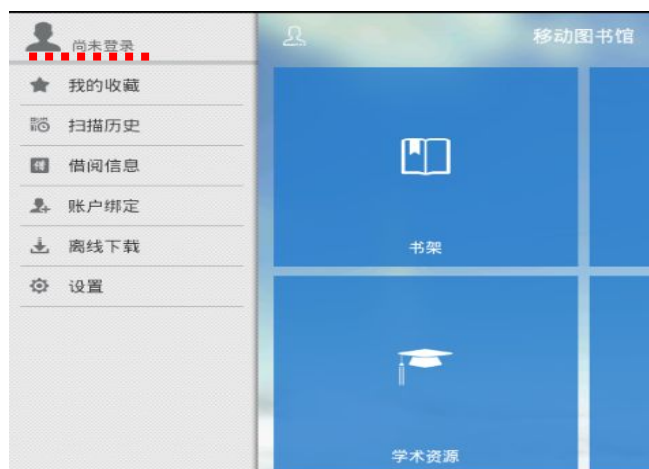 尚未登录
我的收藏
扫描历史
借阅信息
账户绑定
离线下载
设置
移动图书馆
书架
学术资源